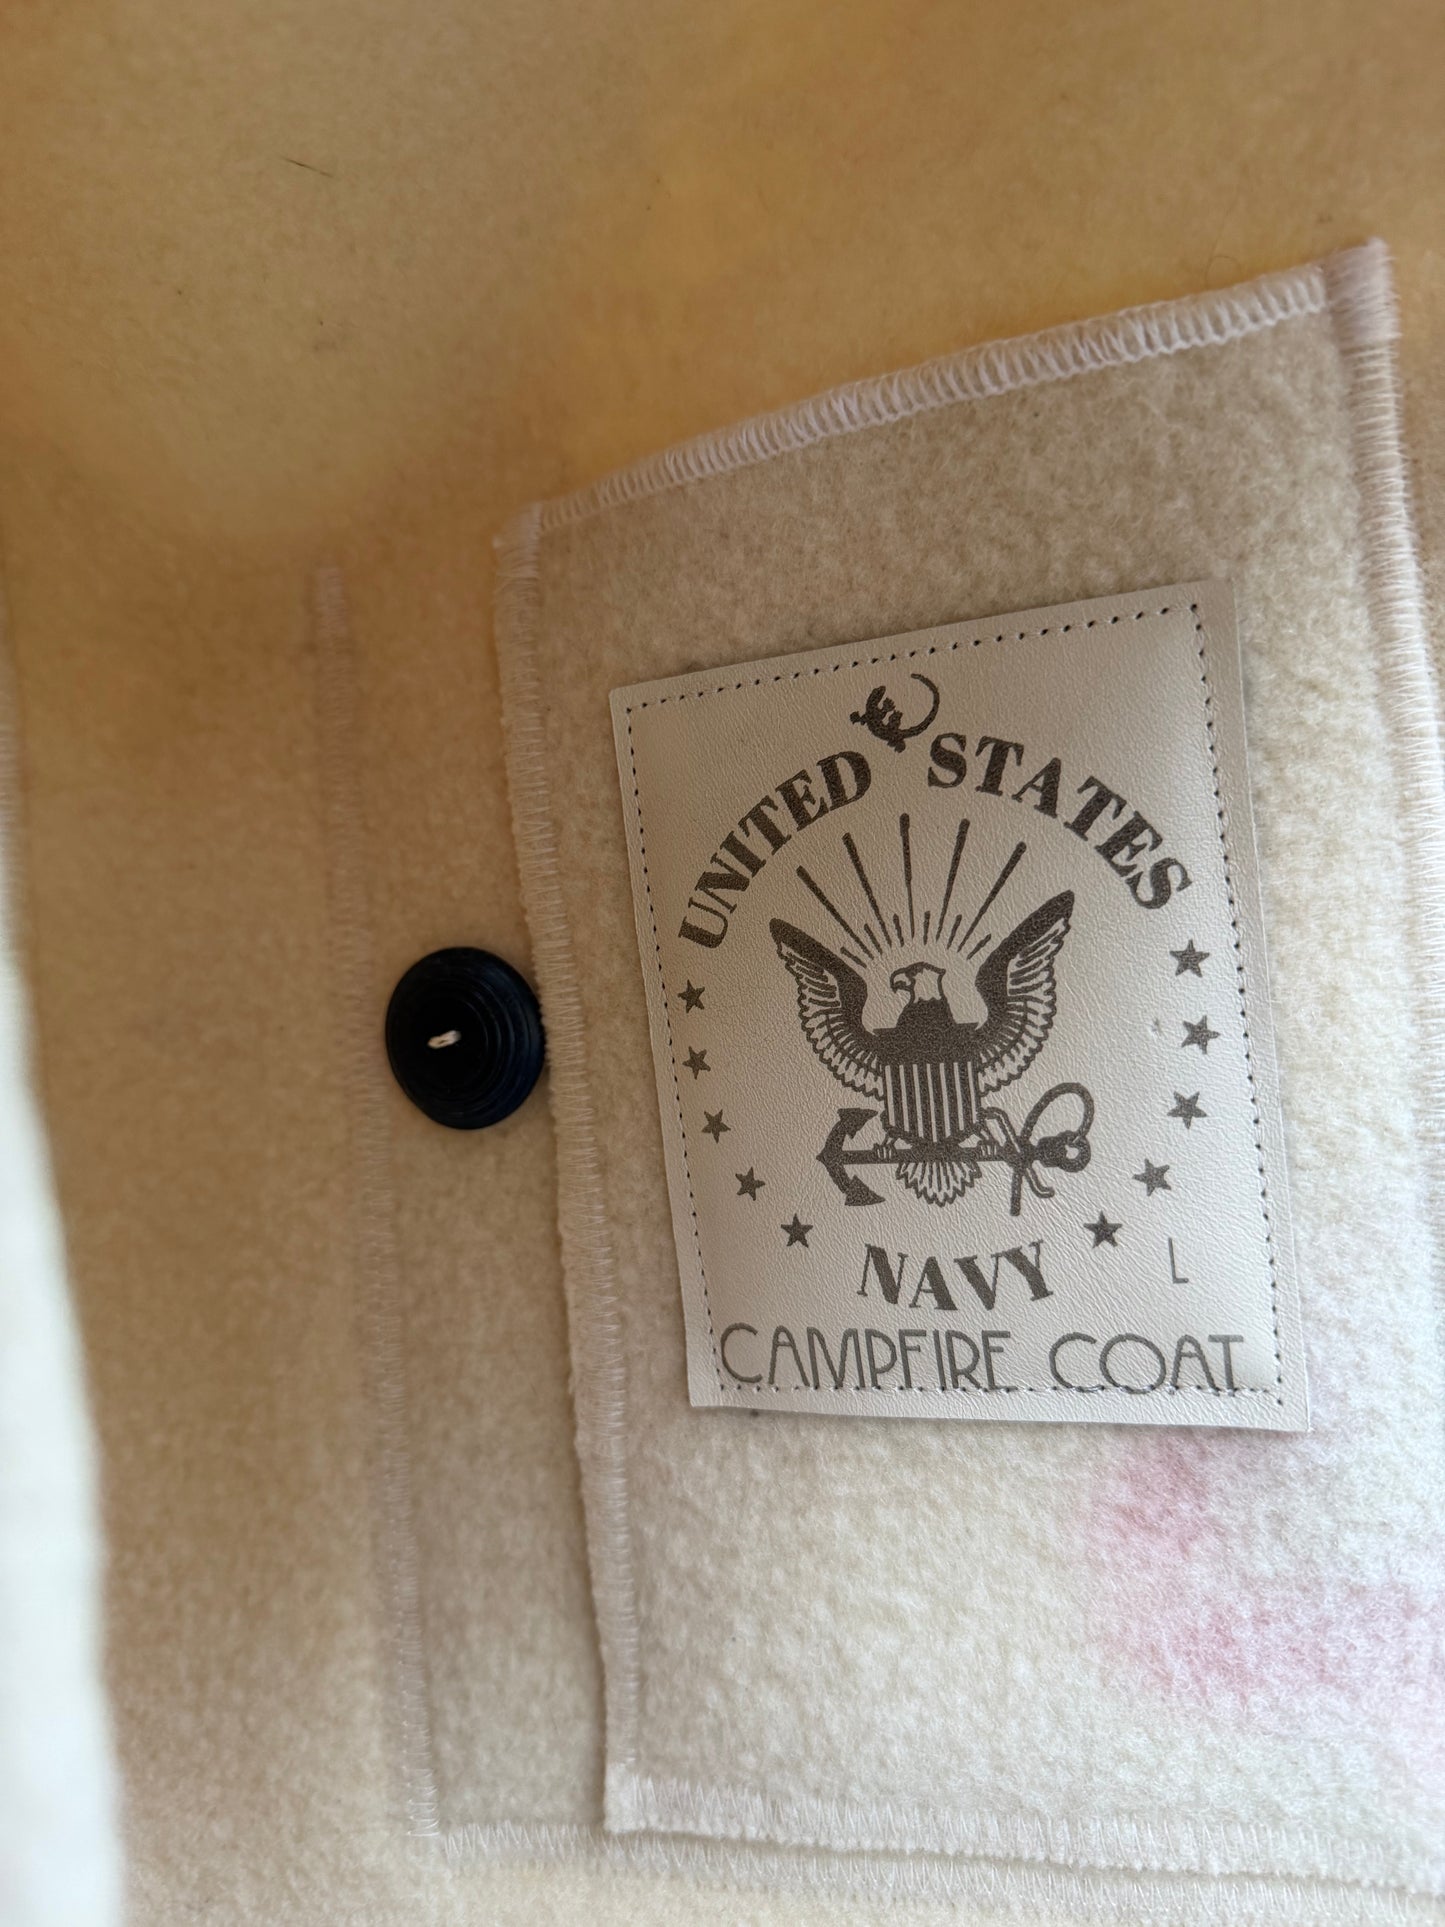 UNITED STATES
NAVY
L
CAMPFIRE COAT